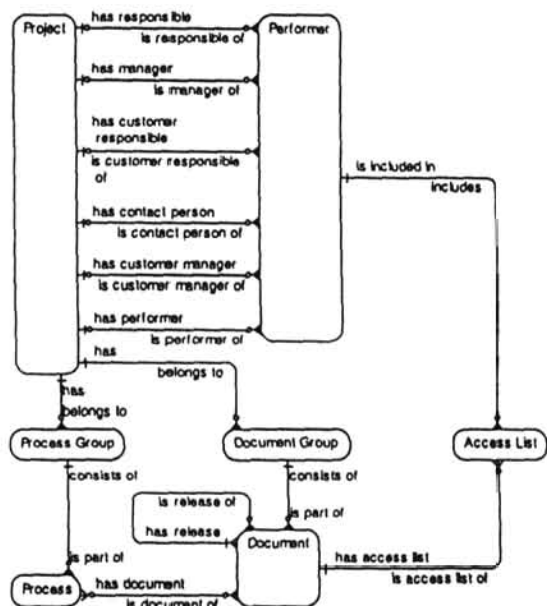 Project
has responsible
Performer
is responsible of
has manager
is manager of
has customer
responsible
is customer responsible
of
is included in
includes
has contact person
is contact person of
has customer manager
is customer manager of
has performer
is performer of
has
belongs to
has
belongs to
Process Group
Document Group
Access List
consists of
consists of
is release of
is part of
has release
Document
is part of
has access list
is access list of
Process
has document
is document of